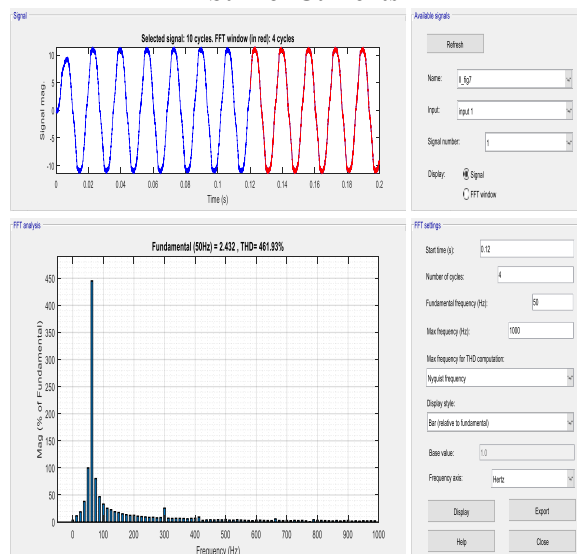 Signal
Selected signal: 10 cycles. FFT window (in red): 4 cycles
10
5
0
-5
-10
Signal mag.
0 0.02 0.04 0.06 0.08 0.1 0.12 0.14 0.16 0.18 0.2
Time (s)
Available signals
Refresh
Name: Il_fig7
Input: input 1
Signal number: 1
Display: Signal
FFT window
FFT analysis
Fundamental (50Hz) = 2.432 , THD= 461.93%
450
400
350
300
250
200
150
100
50
0
Mag (% of Fundamental)
0 100 200 300 400 500 600 700 800 900 1000
Frequency (Hz)
FFT settings
Start time (s): 0.12
Number of cycles: 4
Fundamental frequency (Hz): 50
Max frequency (Hz): 1000
Max frequency for THD computation:
Nyquist frequency
Display style:
Bar (relative to fundamental)
Base value: 1.0
Frequency axis: Hertz
Display Export
Help Close